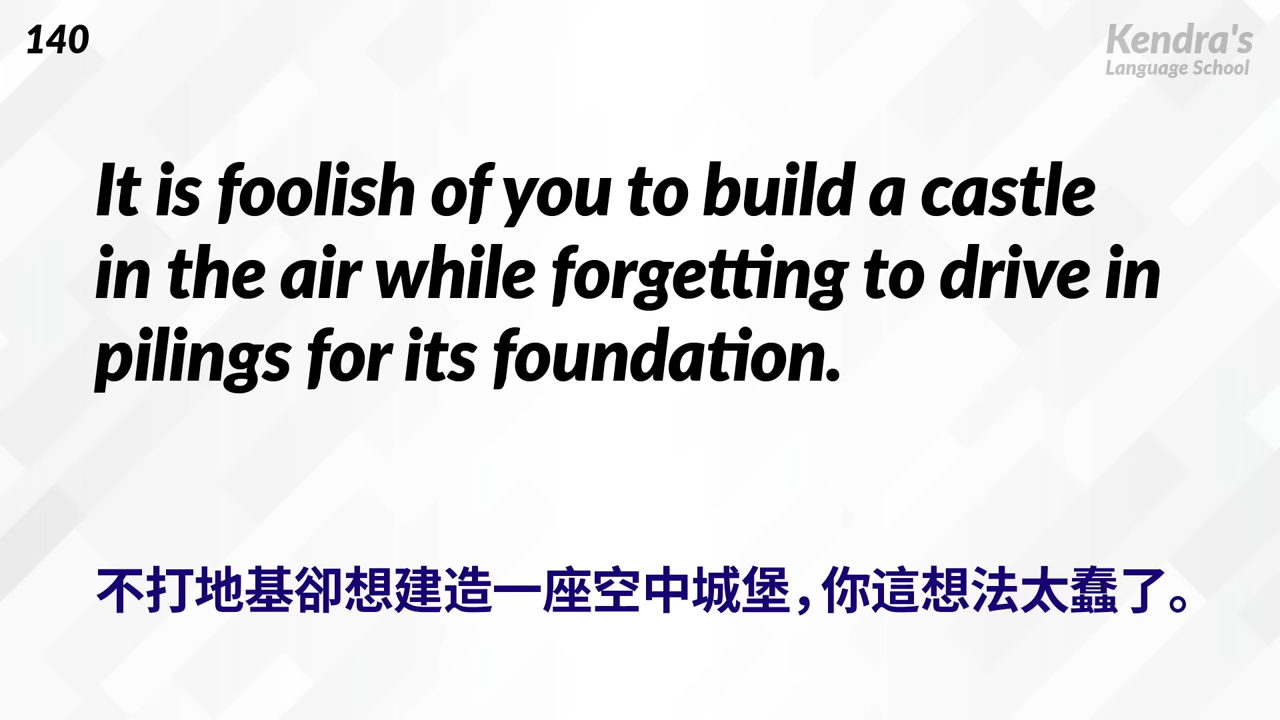 140
Kendra's
Language School
It is foolish of you to build a castle
in the air while forgetting to drive in
pilings for its foundation.
不打地基卻想建造一座空中城堡，你這想法太蠢了。